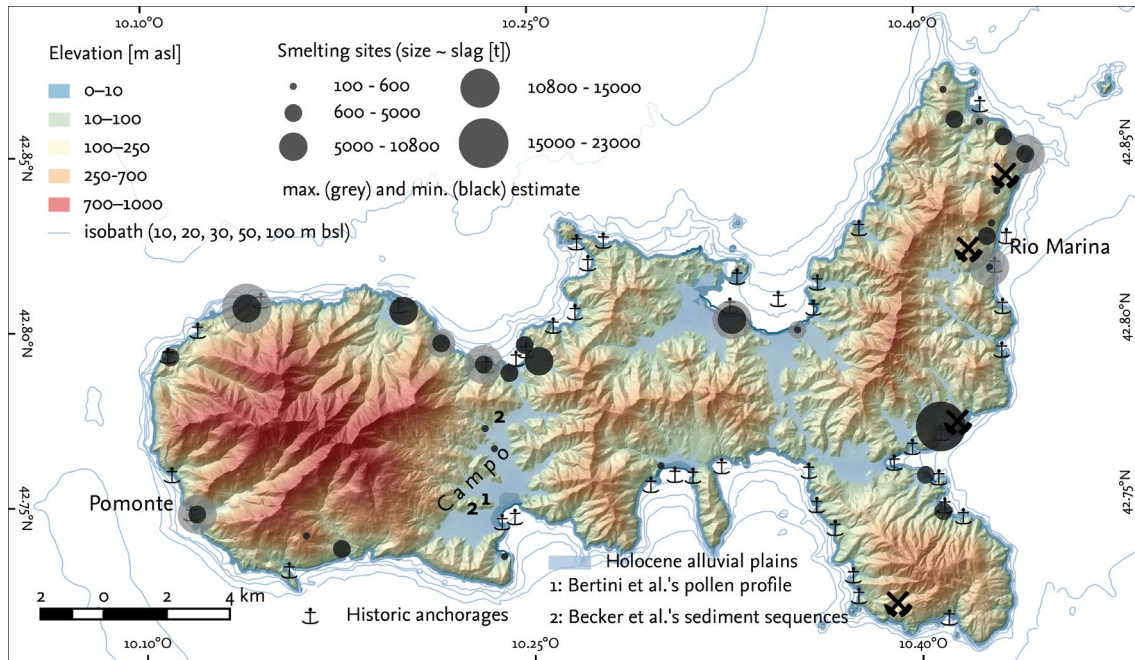 10.10°O 10.25°O 10.40°O
Elevation [m asl]
0–10
10–100
100–250
250-700
700–1000
isobath (10, 20, 30, 50, 100 m bsl)
Smelting sites (size ~ slag [t])
100 - 600
600 - 5000
5000 - 10800
10800 - 15000
15000 - 23000
max. (grey) and min. (black) estimate
42.85°N 42.85°N
Rio Marina
42.80°N 42.80°N
2
Campo
1
2
Pomonte
42.75°N 42.75°N
Holocene alluvial plains
1: Bertini et al.'s pollen profile
2: Becker et al.'s sediment sequences
2 0 2 4 km
Historic anchorages
10.10°O 10.25°O 10.40°O